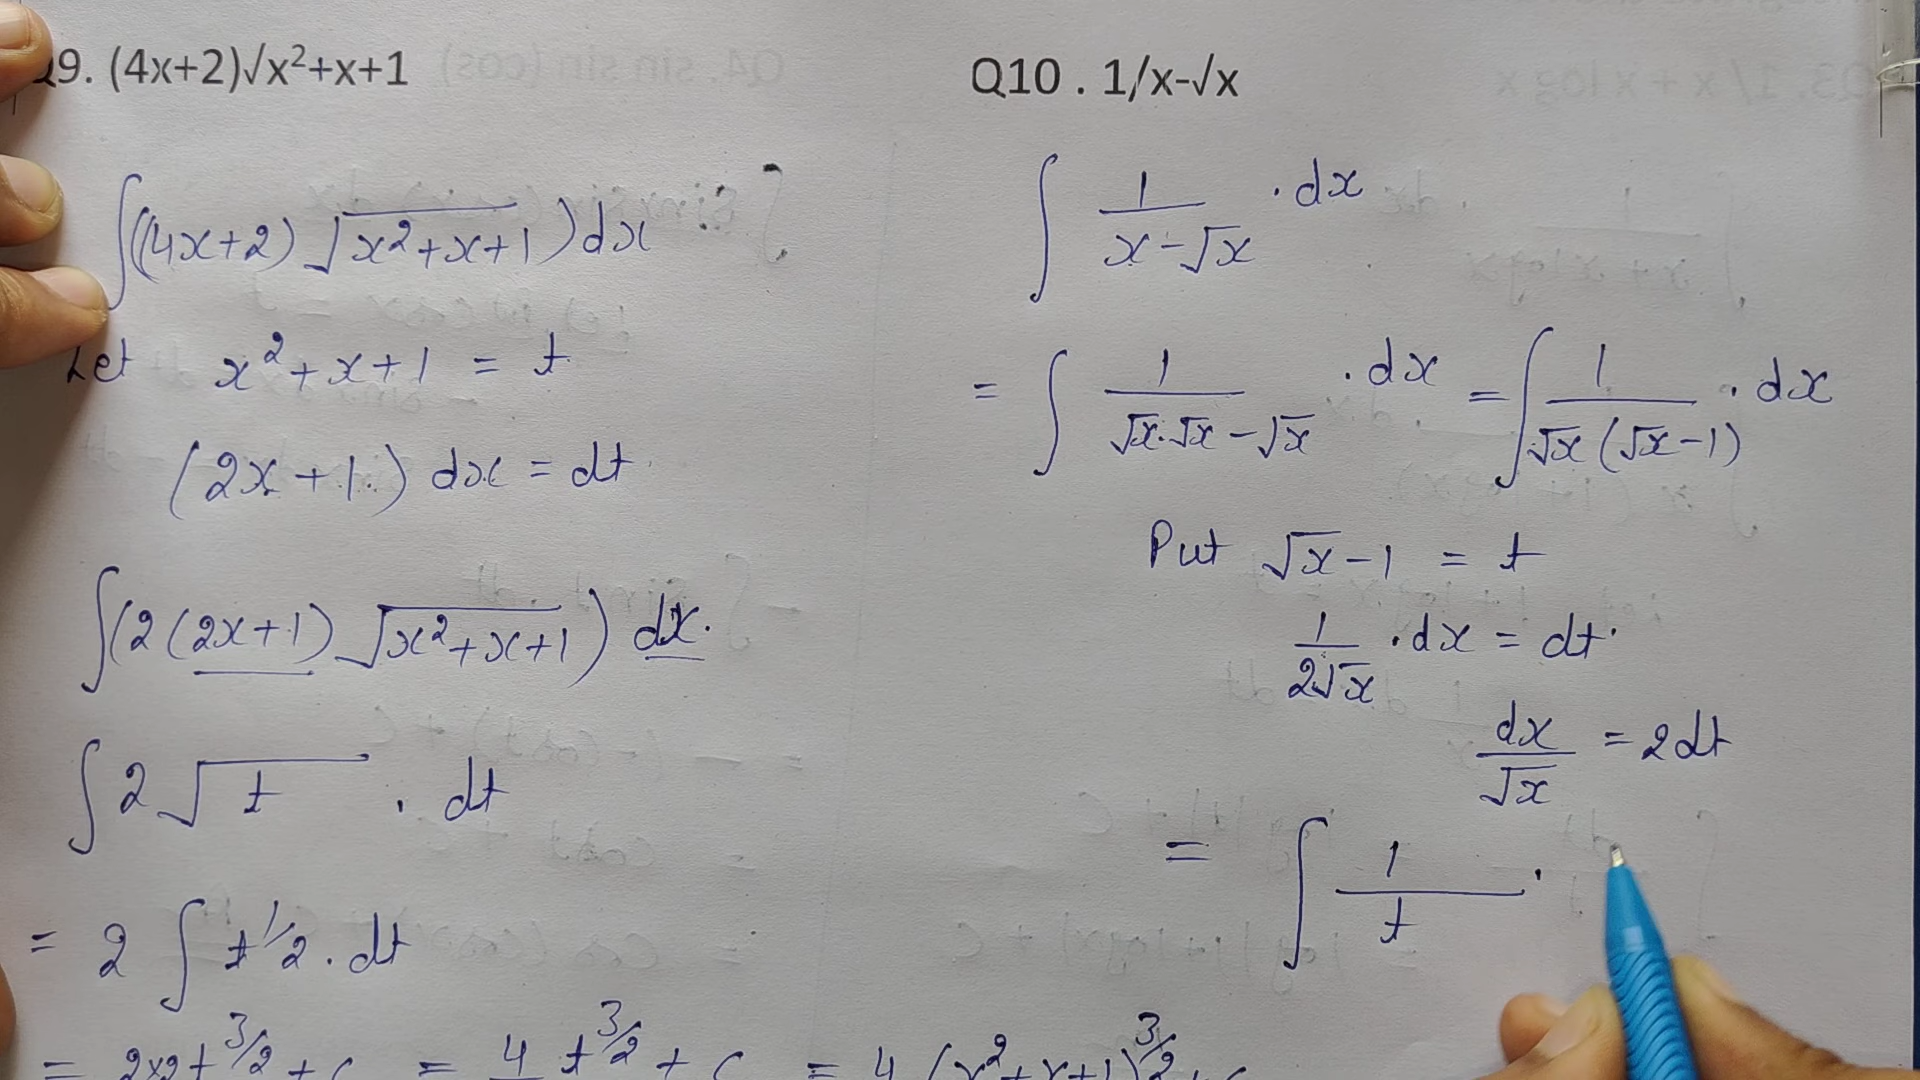 9. (4x+2)√x²+x+1
∫((4x+2) √x²+x+1) dx
Let x²+x+1 = t
(2x+1) dx = dt
∫(2(2x+1) √x²+x+1) dx.
∫2√t . dt
= 2 ∫ t^1/2 . dt
Q10 . 1/x-√x
∫ 1/(x-√x) . dx
= ∫ 1/(√x.√x-√x) . dx = ∫ 1/(√x(√x-1)) . dx
Put √x-1 = t
1/(2√x) . dx = dt.
dx/√x = 2dt
= ∫ 1/t .